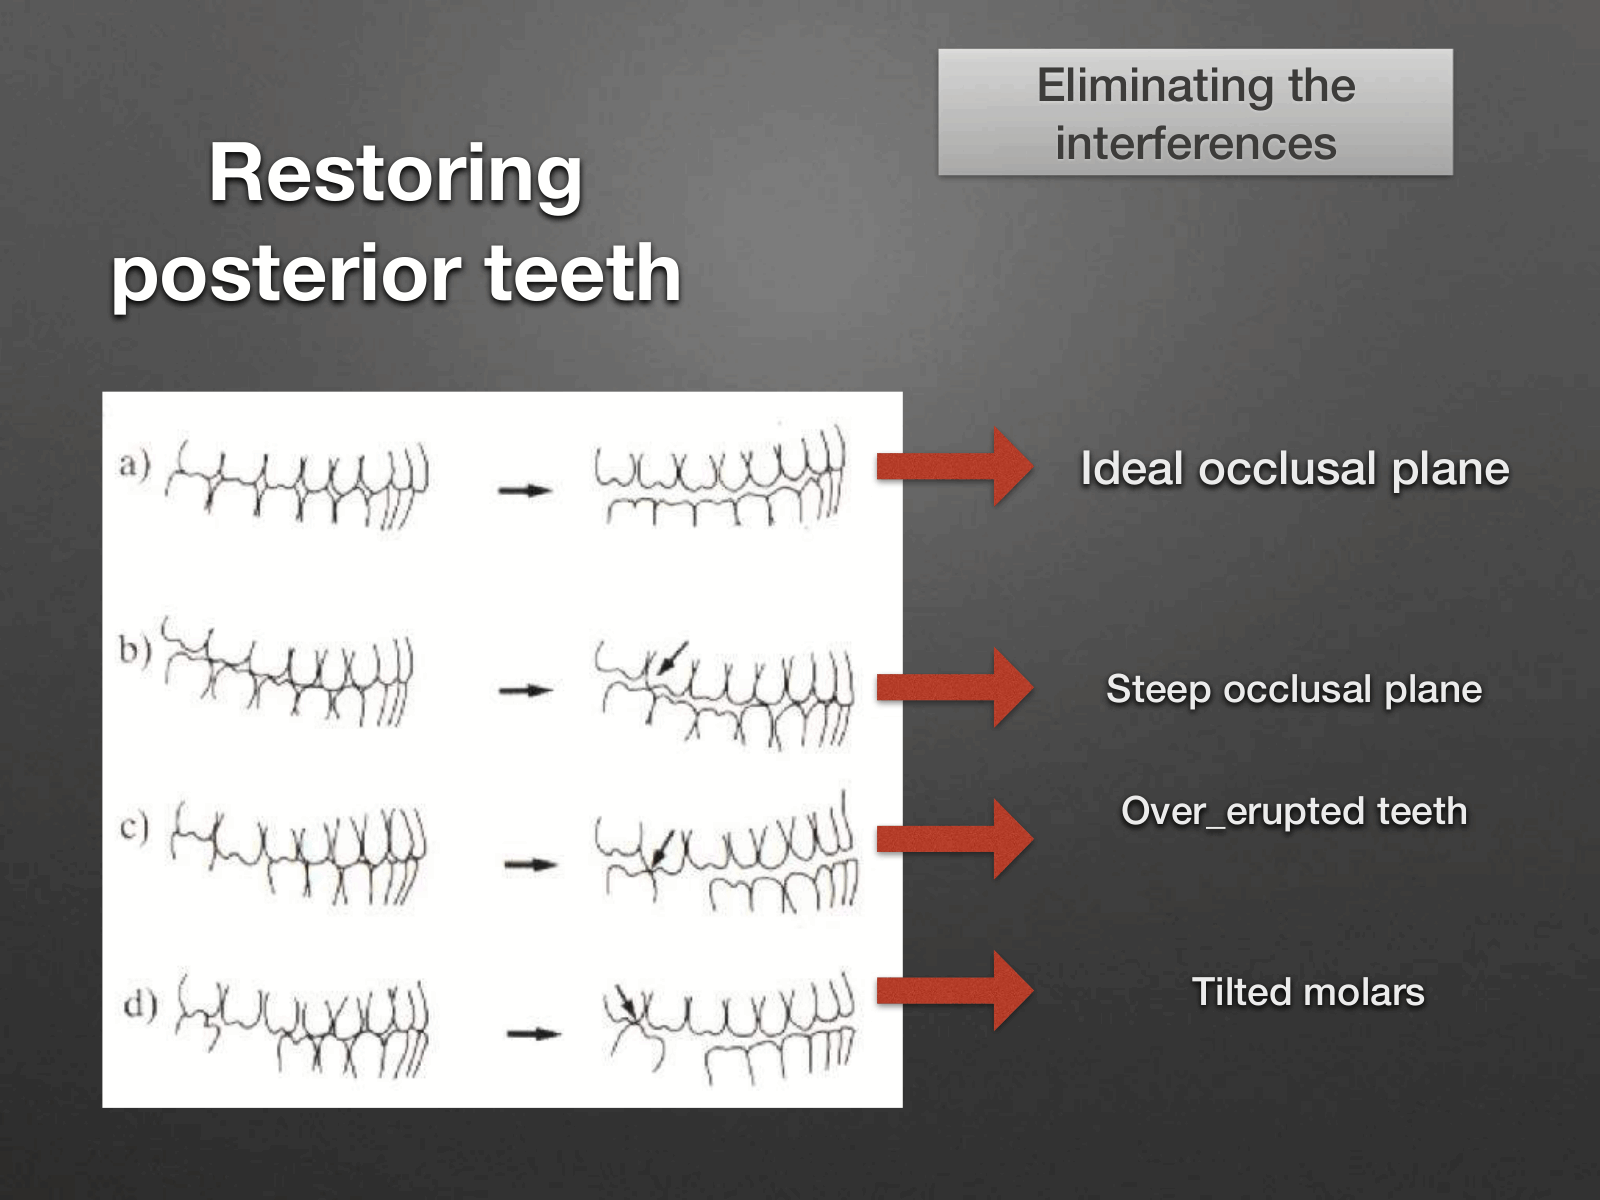 Eliminating the
interferences
Restoring
posterior teeth
a)
Ideal occlusal plane
b)
Steep occlusal plane
c)
Over_erupted teeth
d)
Tilted molars